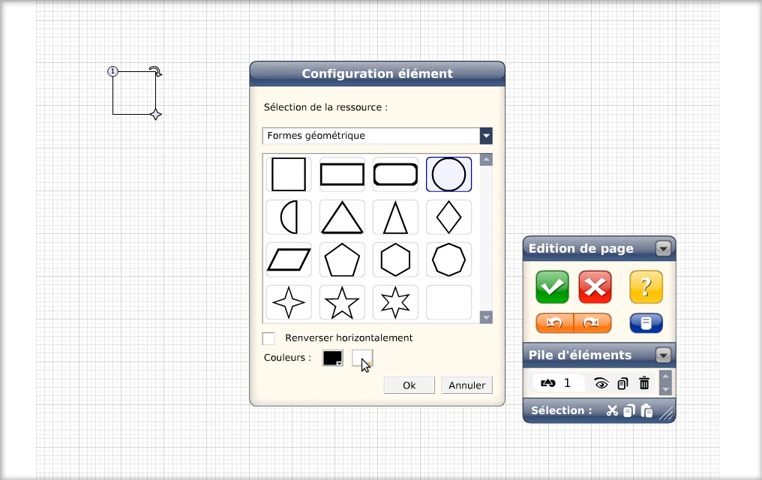 1
Configuration élément
Sélection de la ressource :
Formes géométrique
Renverser horizontalement
Couleurs :
Ok
Annuler
Edition de page
?
Pile d'éléments
1
Sélection :